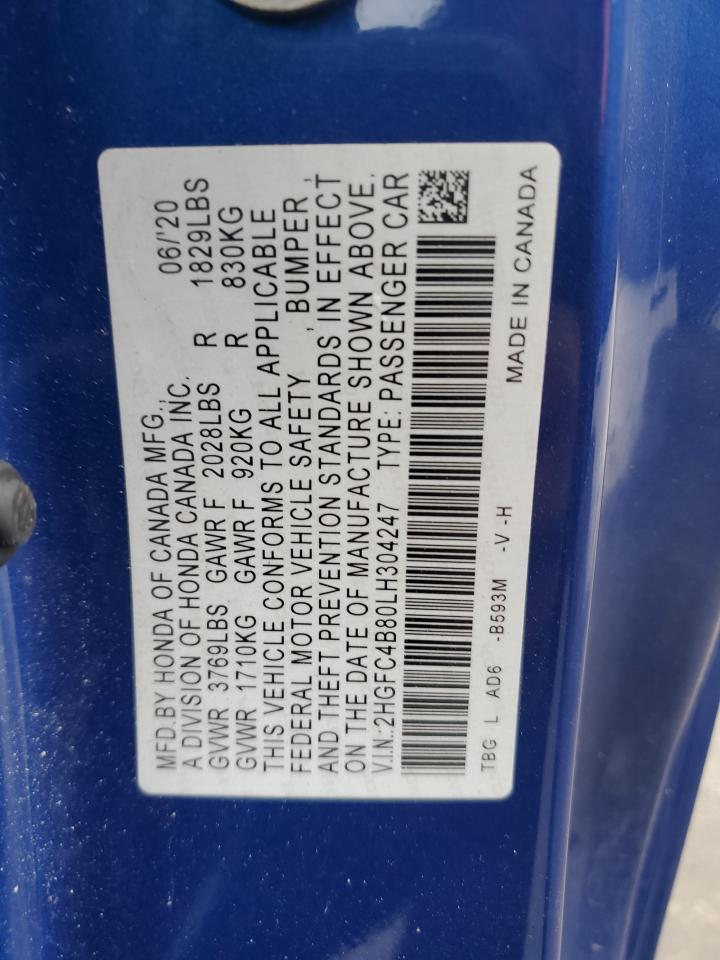 MFD.BY HONDA OF CANADA MFG., 06/'20
A DIVISION OF HONDA CANADA INC.
GVWR 3769LBS GAWR F 2028LBS R 1829LBS
GVWR 1710KG GAWR F 920KG R 830KG
THIS VEHICLE CONFORMS TO ALL APPLICABLE
FEDERAL MOTOR VEHICLE SAFETY , BUMPER ,
AND THEFT PREVENTION STANDARDS IN EFFECT
ON THE DATE OF MANUFACTURE SHOWN ABOVE.
V.I.N.:2HGFC4B80LH304247 TYPE: PASSENGER CAR
TBG L AD6 -B593M -V -H MADE IN CANADA